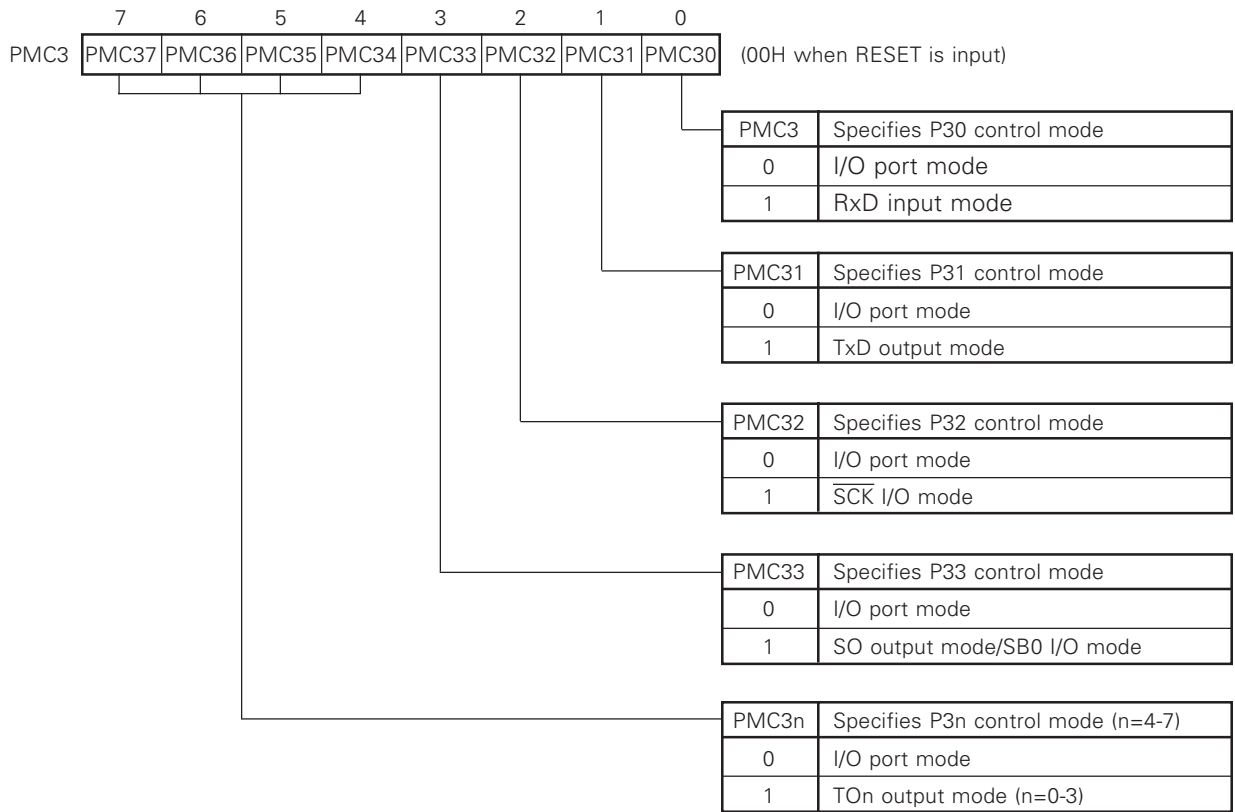 7 6 5 4 3 2 1 0
PMC3 PMC37 PMC36 PMC35 PMC34 PMC33 PMC32 PMC31 PMC30 (00H when RESET is input)
PMC3 Specifies P30 control mode
0 I/O port mode
1 RxD input mode
PMC31 Specifies P31 control mode
0 I/O port mode
1 TxD output mode
PMC32 Specifies P32 control mode
0 I/O port mode
1 S̅C̅K̅ I/O mode
PMC33 Specifies P33 control mode
0 I/O port mode
1 SO output mode/SB0 I/O mode
PMC3n Specifies P3n control mode (n=4-7)
0 I/O port mode
1 TOn output mode (n=0-3)